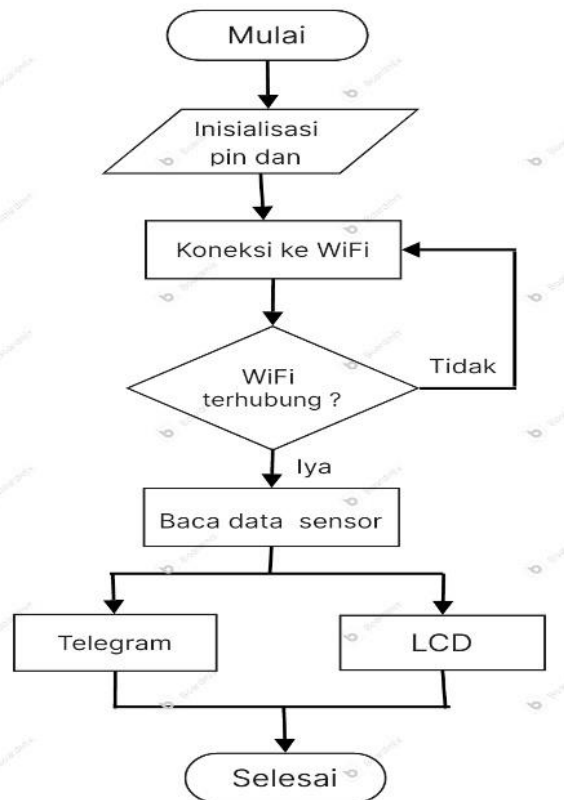 Mulai
Inisialisasi
pin dan
Koneksi ke WiFi
WiFi
terhubung ?
Tidak
Iya
Baca data sensor
Telegram
LCD
Selesai